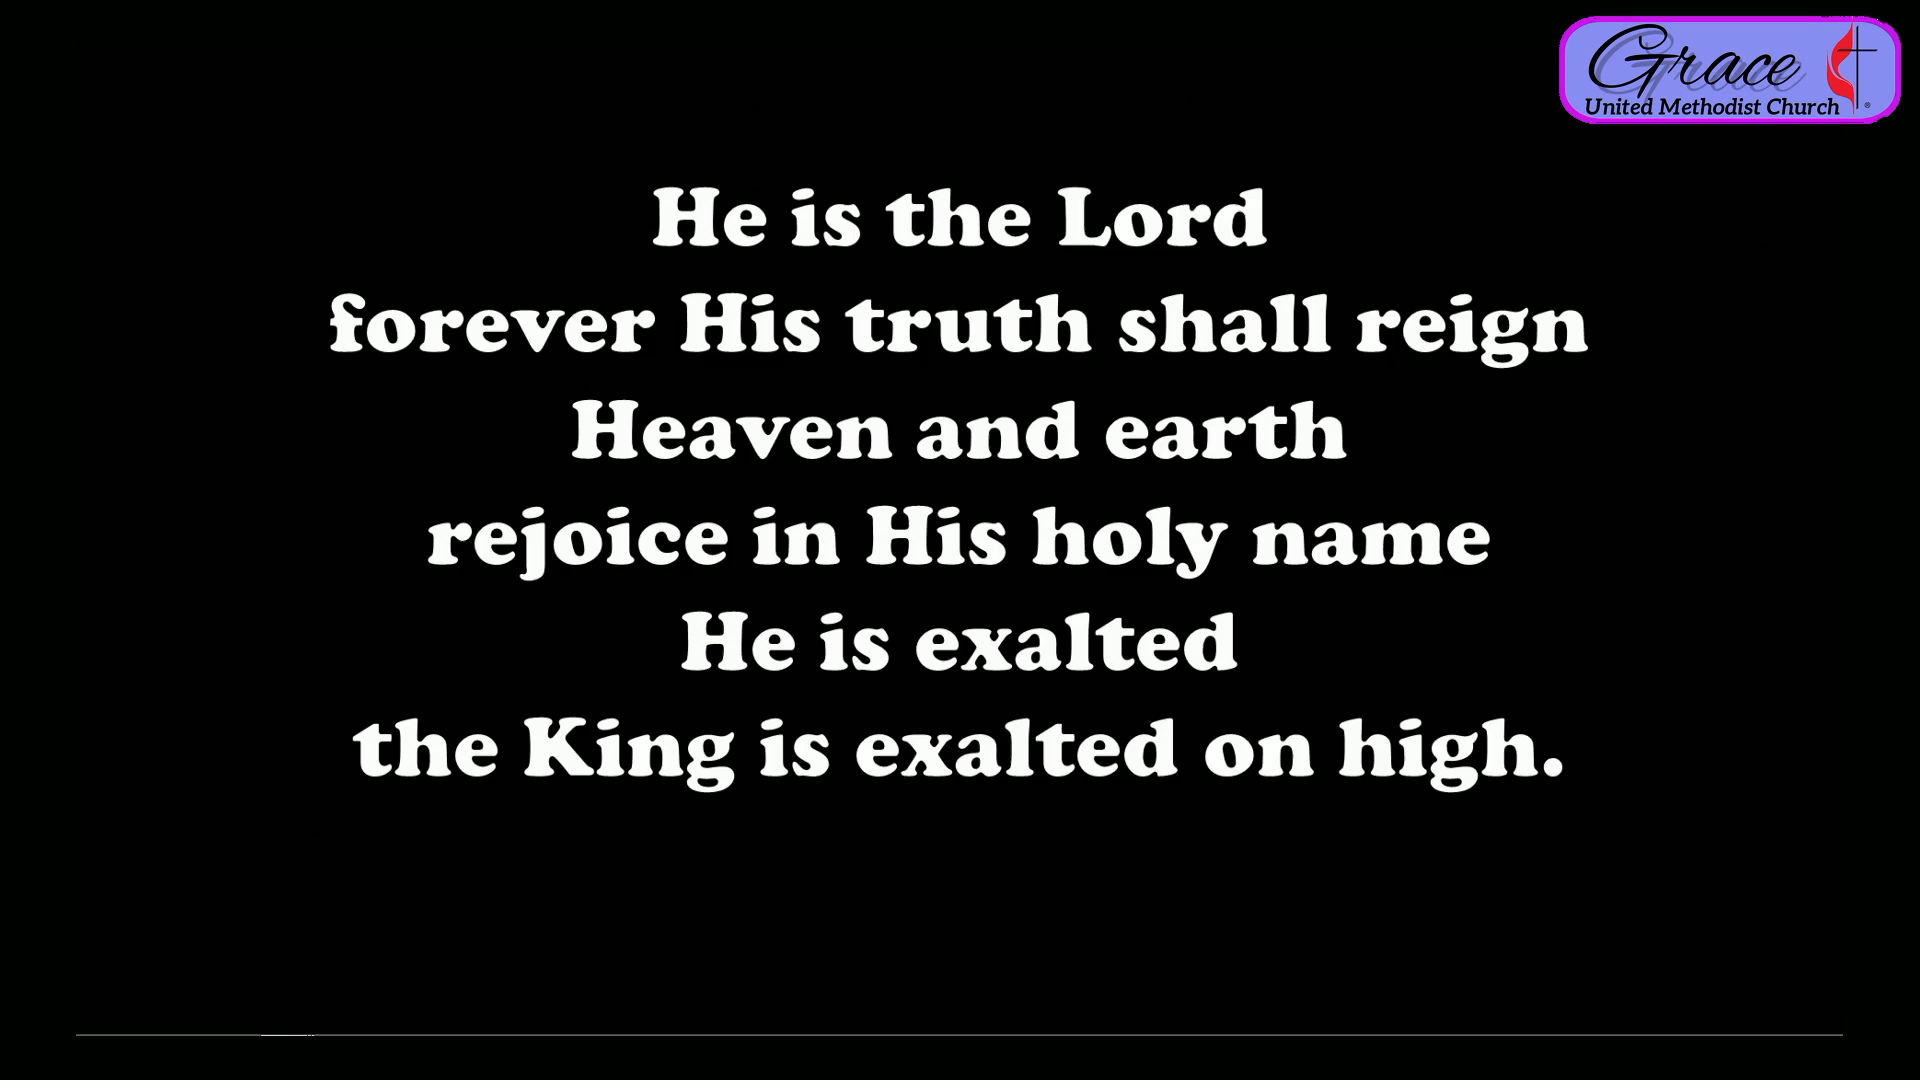 Grace
United Methodist Church
He is the Lord
forever His truth shall reign
Heaven and earth
rejoice in His holy name
He is exalted
the King is exalted on high.